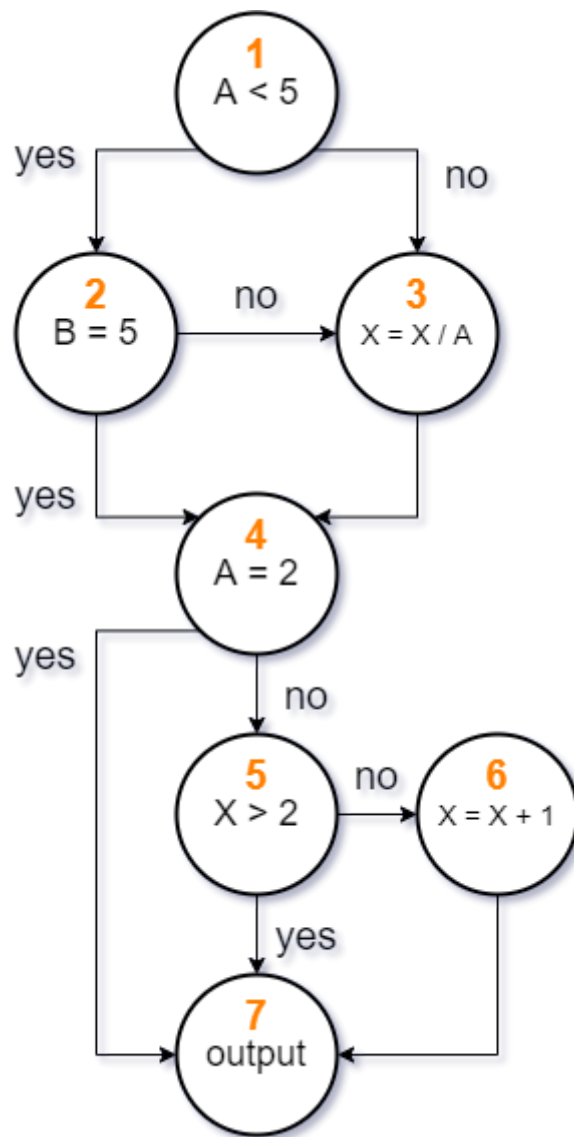 1
A < 5
yes
no
2
B = 5
no
3
X = X / A
yes
4
A = 2
yes
no
5
X > 2
no
6
X = X + 1
yes
7
output